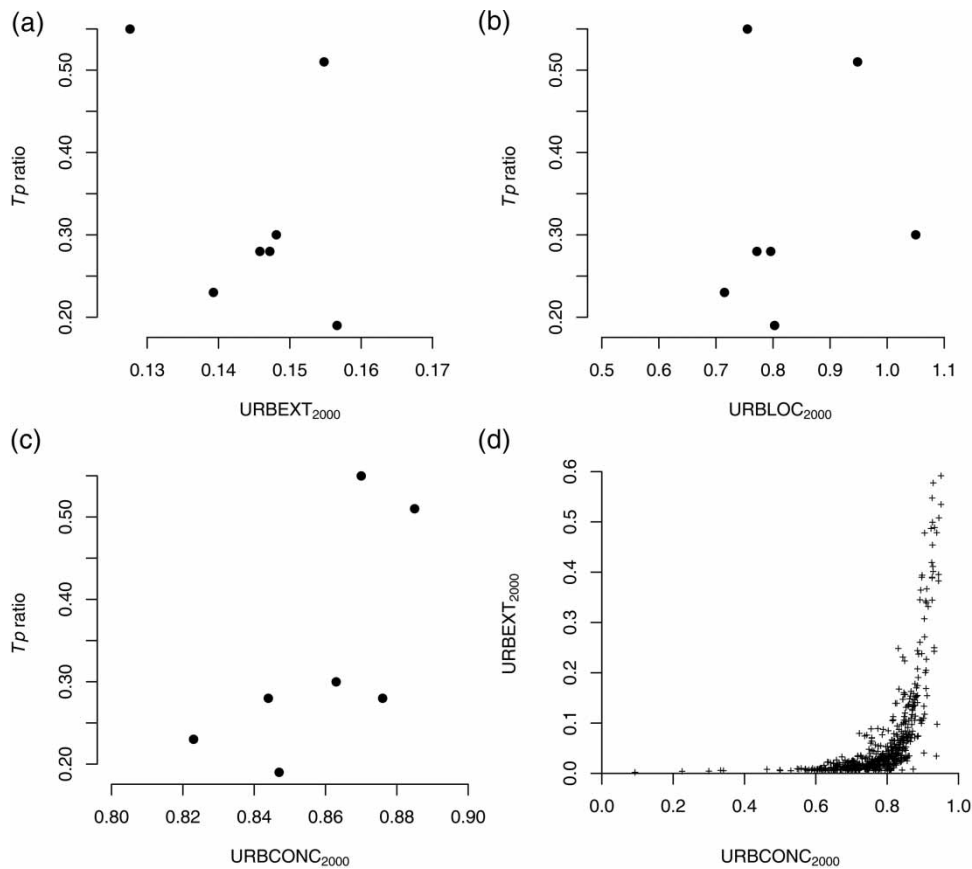 (a)
0.50
0.40
0.30
0.20
Tp ratio
0.13 0.14 0.15 0.16 0.17
URBEXT2000
(b)
0.50
0.40
0.30
0.20
Tp ratio
0.5 0.6 0.7 0.8 0.9 1.0 1.1
URBLOC2000
(c)
0.50
0.40
0.30
0.20
Tp ratio
0.80 0.82 0.84 0.86 0.88 0.90
URBCONC2000
(d)
0.6
0.5
0.4
0.3
0.2
0.1
0.0
URBEXT2000
0.0 0.2 0.4 0.6 0.8 1.0
URBCONC2000